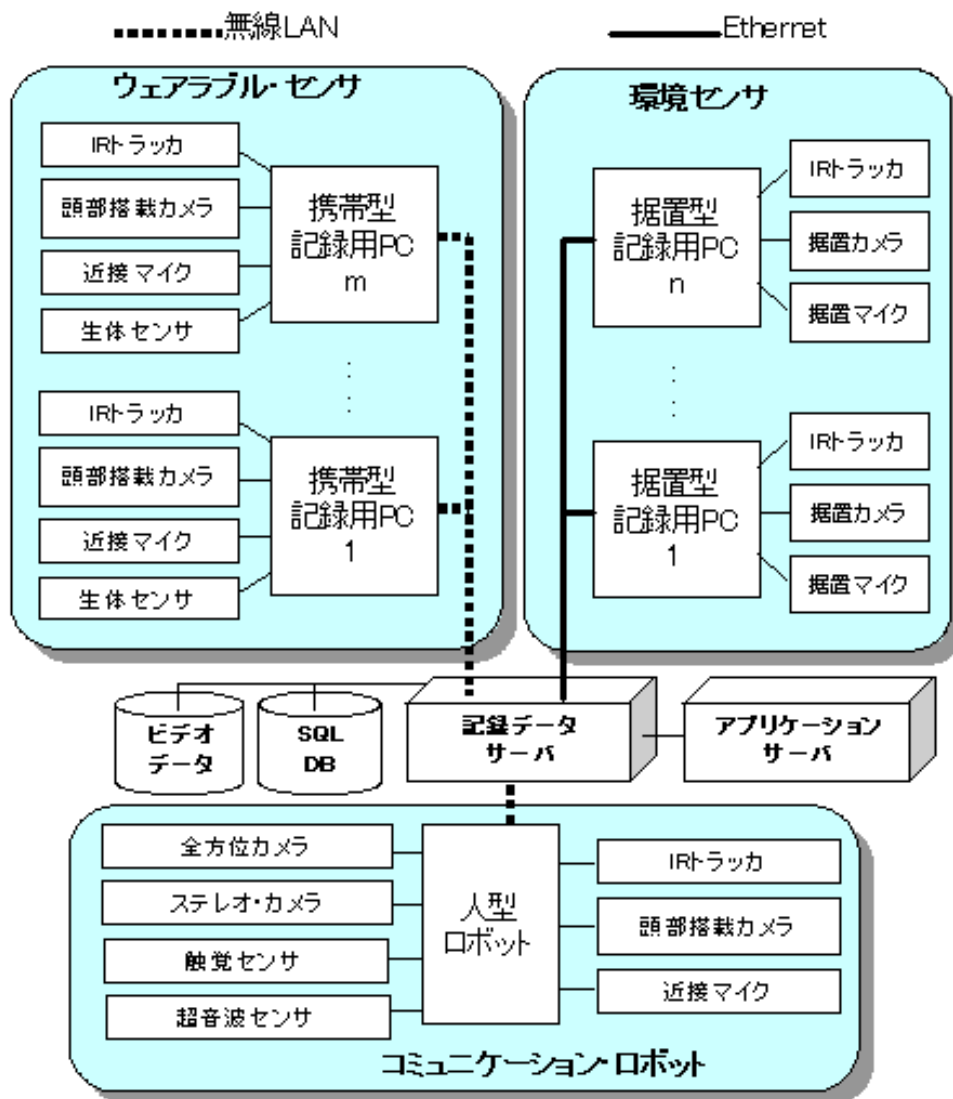 無線LAN
Etherret
ウェアラブル・センサ
IRトラッカ
頭部搭載カメラ
近接マイク
生体センサ
携帯型
記録用PC
m
IRトラッカ
頭部搭載カメラ
近接マイク
生体センサ
携帯型
記録用PC
1
環境センサ
据置型
記録用PC
n
IRトラッカ
据置カメラ
据置マイク
据置型
記録用PC
1
IRトラッカ
据置カメラ
据置マイク
ビデオ
データ
SQL
DB
記録データ
サーバ
アプリケーション
サーバ
全方位カメラ
ステレオ・カメラ
触覚センサ
超音波センサ
人型
ロボット
IRトラッカ
頭部搭載カメラ
近接マイク
コミュニケーション・ロボット